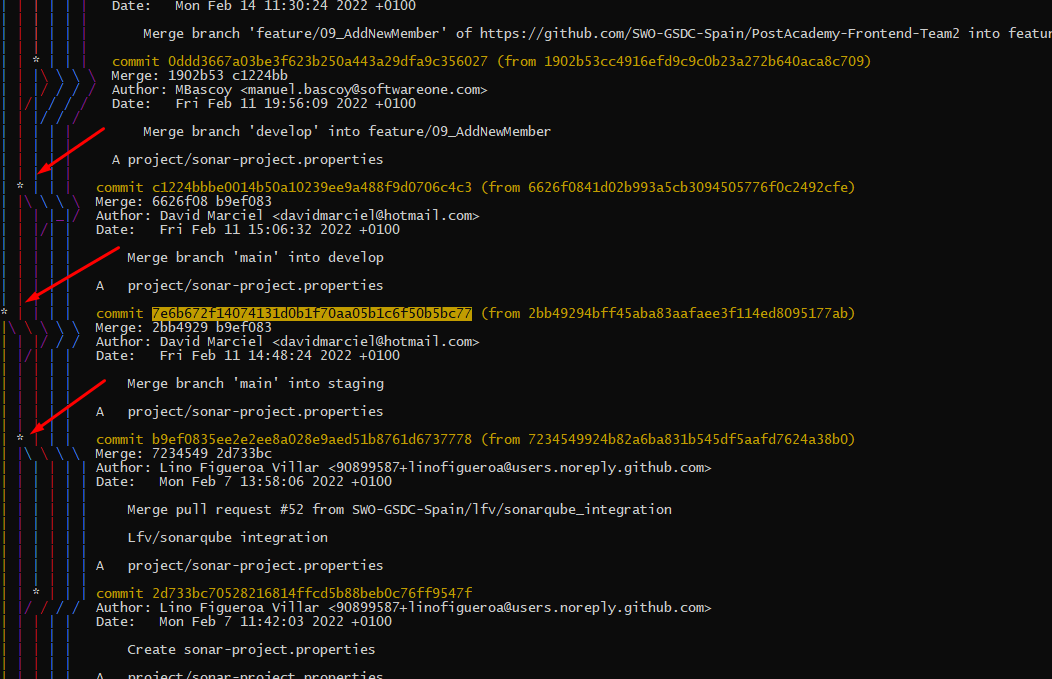 Date:   Mon Feb 14 11:30:24 2022 +0100
Merge branch 'feature/09_AddNewMember' of https://github.com/SWO-GSDC-Spain/PostAcademy-Frontend-Team2 into featur
commit 0ddd3667a03be3f623b250a443a29dfa9c356027 (from 1902b53cc4916efd9c9c0b23a272b640aca8c709)
Merge: 1902b53 c1224bb
Author: MBascoy <manuel.bascoy@softwareone.com>
Date:   Fri Feb 11 19:56:09 2022 +0100
Merge branch 'develop' into feature/09_AddNewMember
A project/sonar-project.properties
commit c1224bbbe0014b50a10239ee9a488f9d0706c4c3 (from 6626f0841d02b993a5cb3094505776f0c2492cfe)
Merge: 6626f08 b9ef083
Author: David Marciel <davidmarciel@hotmail.com>
Date:   Fri Feb 11 15:06:32 2022 +0100
Merge branch 'main' into develop
A   project/sonar-project.properties
commit 7e6b672f14074131d0b1f70aa05b1c6f50b5bc77 (from 2bb49294bff45aba83aafaee3f114ed8095177ab)
Merge: 2bb4929 b9ef083
Author: David Marciel <davidmarciel@hotmail.com>
Date:   Fri Feb 11 14:48:24 2022 +0100
Merge branch 'main' into staging
A   project/sonar-project.properties
commit b9ef0835ee2e2ee8a028e9aed51b8761d6737778 (from 7234549924b82a6ba831b545df5aafd7624a38b0)
Merge: 7234549 2d733bc
Author: Lino Figueroa Villar <90899587+linofigueroa@users.noreply.github.com>
Date:   Mon Feb 7 13:58:06 2022 +0100
Merge pull request #52 from SWO-GSDC-Spain/lfv/sonarqube_integration
Lfv/sonarqube integration
A   project/sonar-project.properties
commit 2d733bc70528216814ffcd5b88beb0c76ff9547f
Author: Lino Figueroa Villar <90899587+linofigueroa@users.noreply.github.com>
Date:   Mon Feb 7 11:42:03 2022 +0100
Create sonar-project.properties
A   project/sonar-project.properties